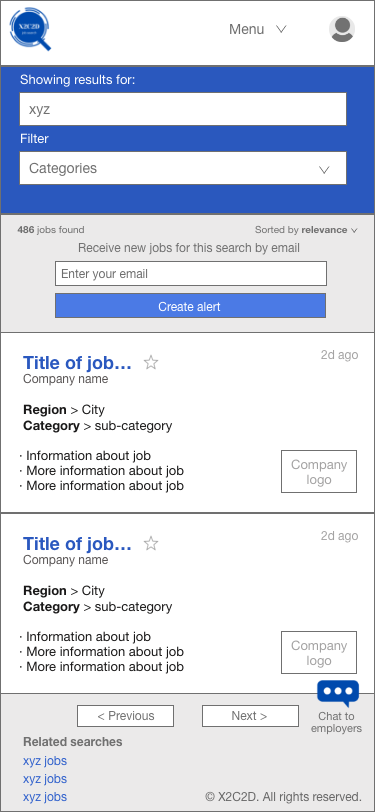 X2C2D
Menu
Showing results for:
xyz
Filter
Categories
486 jobs found
Sorted by relevance
Receive new jobs for this search by email
Enter your email
Create alert
2d ago
Title of job...
Company name
Region > City
Category > sub-category
· Information about job
· More information about job
· More information about job
Company
logo
2d ago
Title of job...
Company name
Region > City
Category > sub-category
· Information about job
· More information about job
· More information about job
Company
logo
< Previous
Next >
Chat to
employers
Related searches
xyz jobs
xyz jobs
xyz jobs
© X2C2D. All rights reserved.